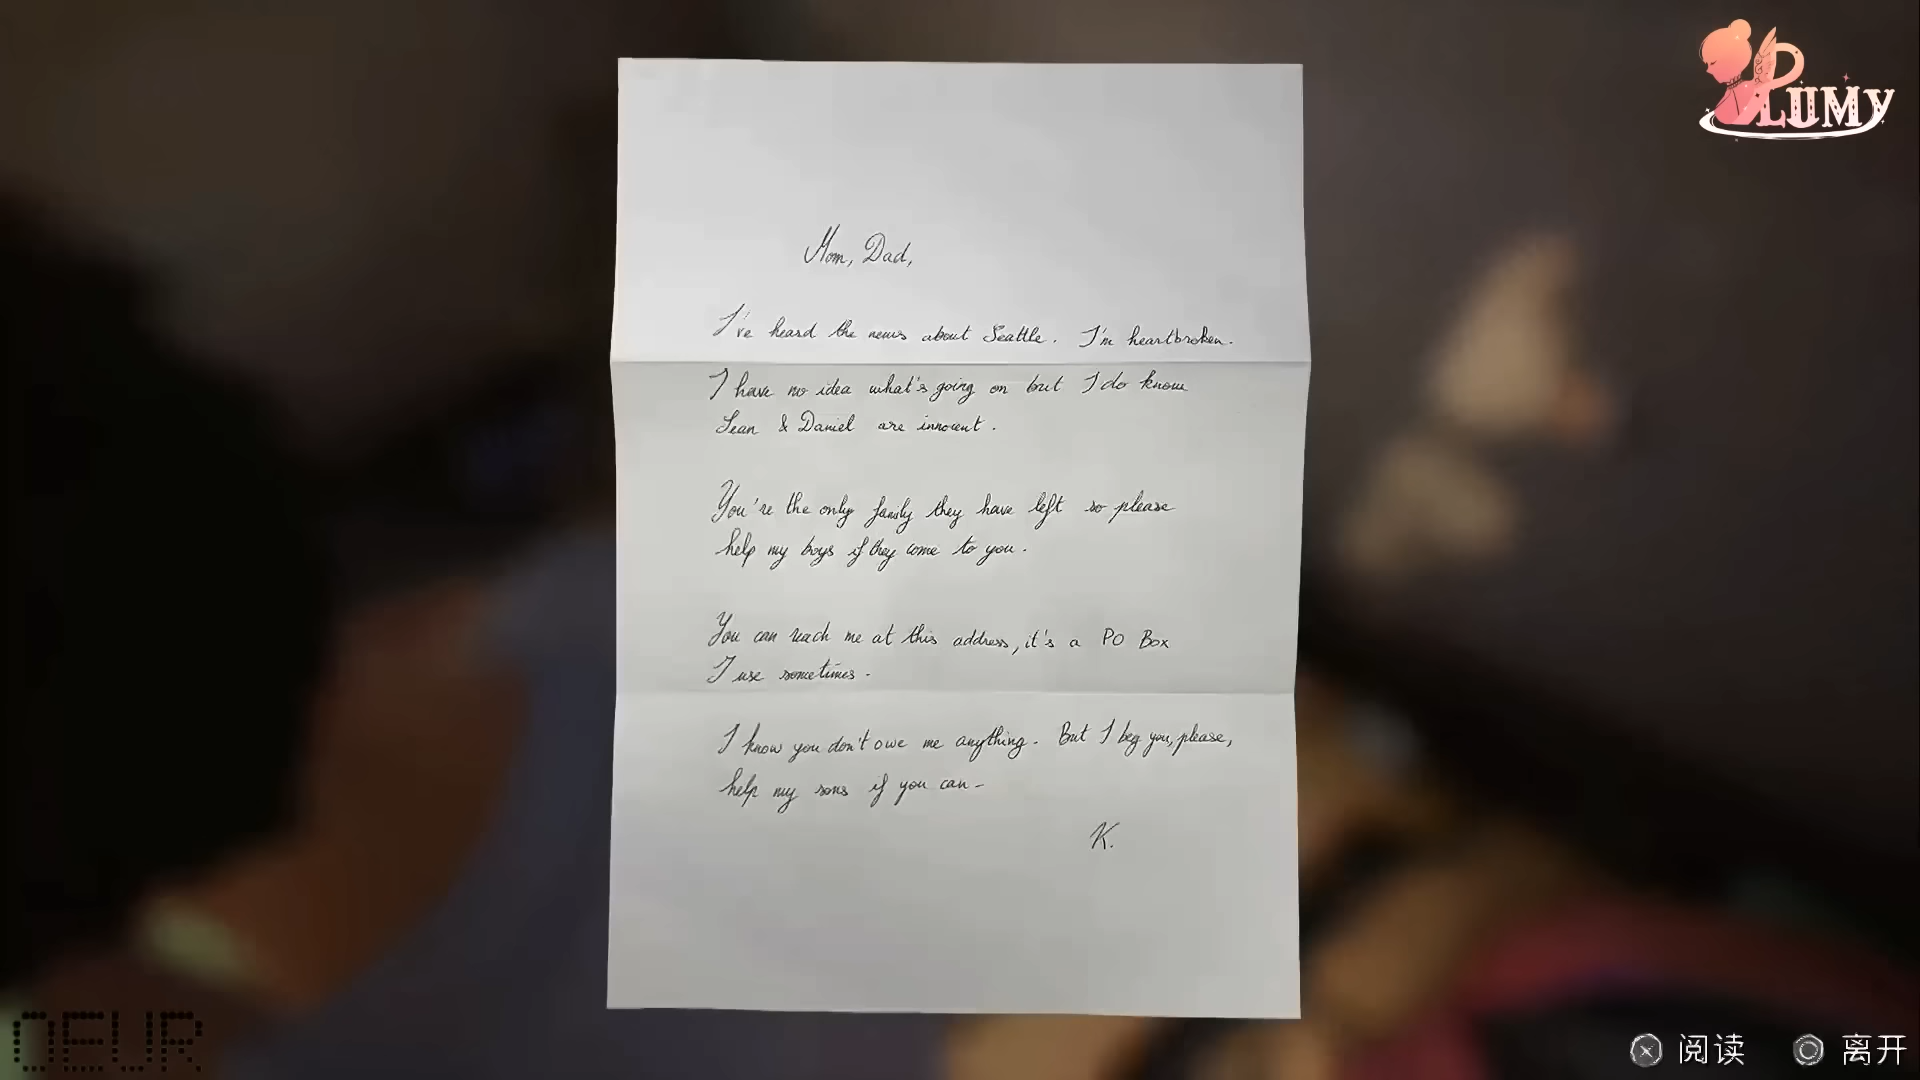 PLUMY
Mom, Dad,
I've heard the news about Seattle. I'm heartbroken.
I have no idea what's going on but I do know
Sean & Daniel are innocent.
You're the only family they have left so please
help my boys if they come to you.
You can reach me at this address, it's a PO Box
I use sometimes.
I know you don't owe me anything. But I beg you, please,
help my sons if you can-
K.
阅读 离开